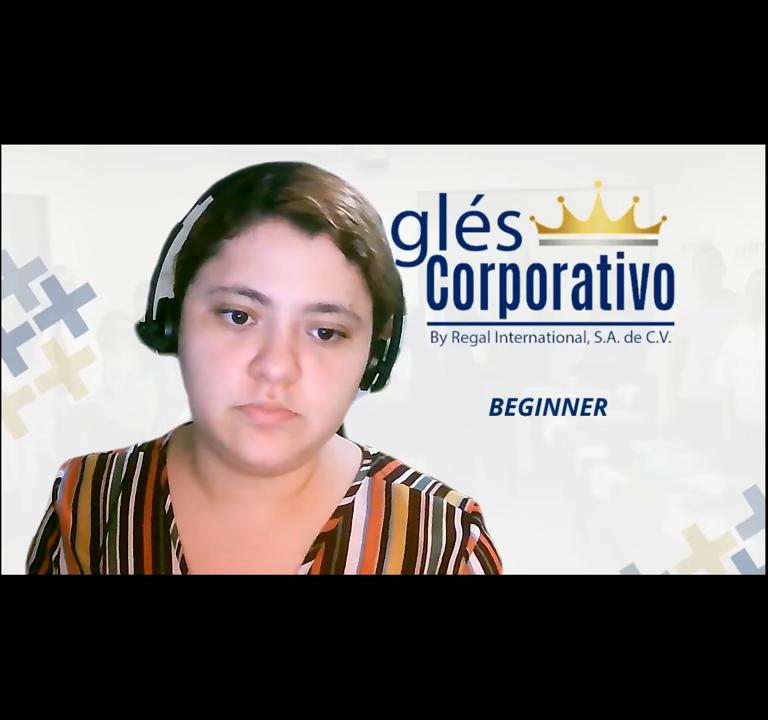 glés
Corporativo
By Regal International, S.A. de C.V.
BEGINNER